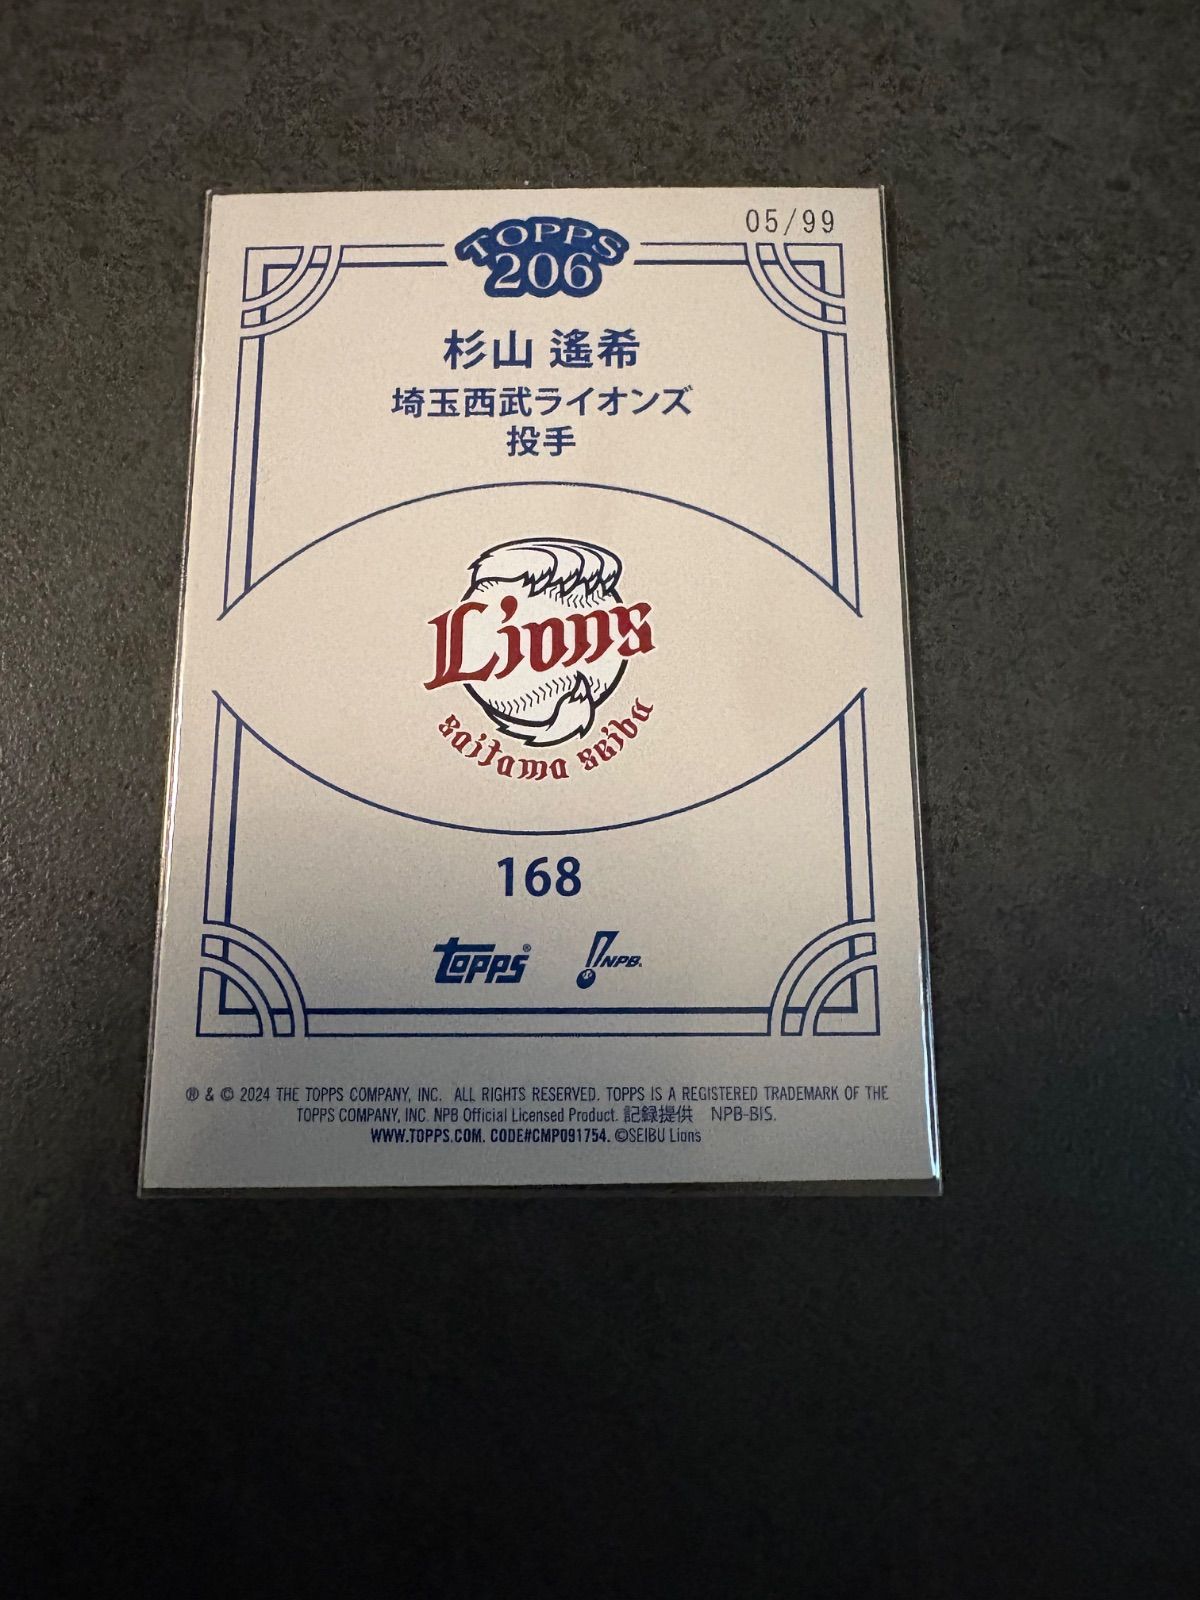 05/99
TOPPS
206
杉山 遙希
埼玉西武ライオンズ
投手
Lions
saitama seibu
168
topps®
NPB®
® & © 2024 THE TOPPS COMPANY, INC. ALL RIGHTS RESERVED. TOPPS IS A REGISTERED TRADEMARK OF THE
TOPPS COMPANY, INC. NPB Official Licensed Product. 記録提供 NPB-BIS.
WWW.TOPPS.COM. CODE#CMP091754. ©SEIBU Lions